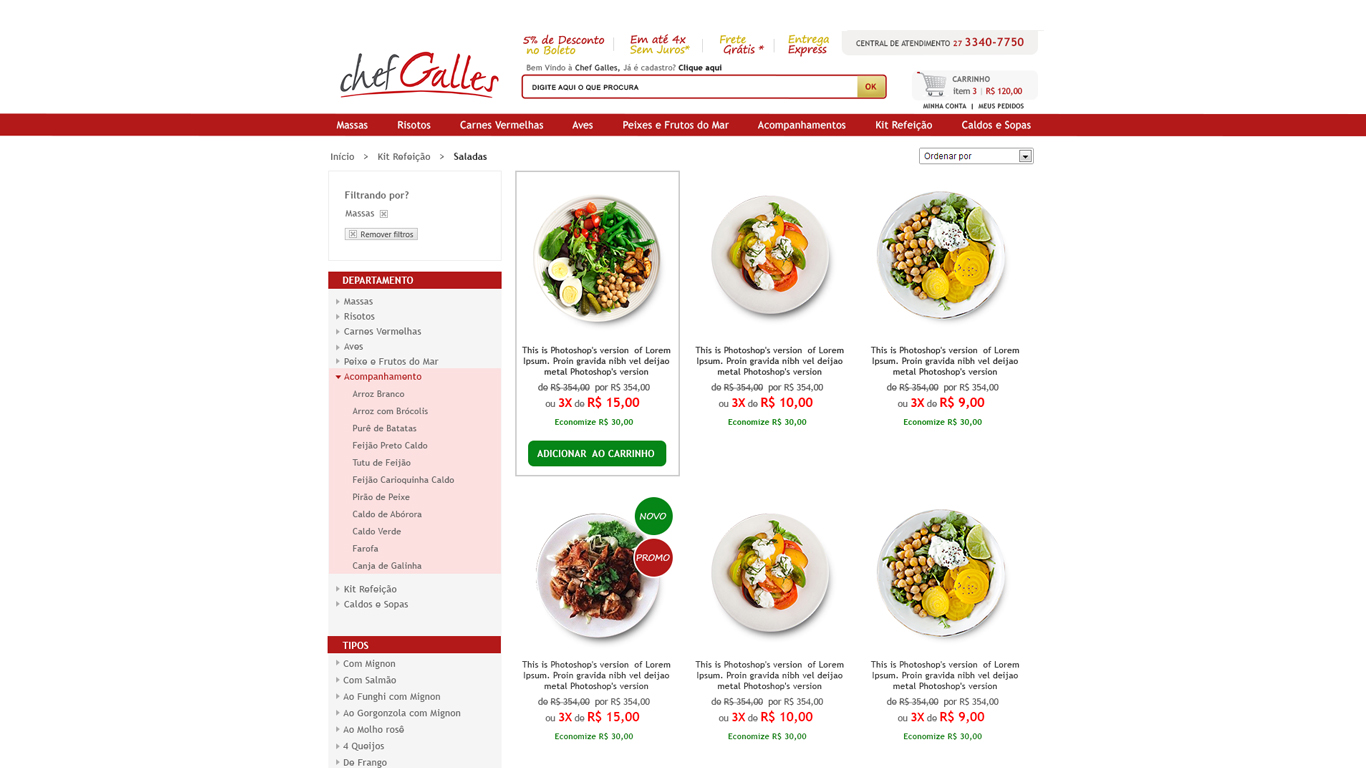 chef Galles
5% de Desconto
no Boleto
Em até 4x
Sem Juros*
Frete
Grátis *
Entrega
Express
CENTRAL DE ATENDIMENTO 27 3340-7750
Bem Vindo à Chef Galles, Já é cadastro? Clique aqui
DIGITE AQUI O QUE PROCURA
OK
CARRINHO
item 3 | R$ 120,00
MINHA CONTA | MEUS PEDIDOS
Massas
Risotos
Carnes Vermelhas
Aves
Peixes e Frutos do Mar
Acompanhamentos
Kit Refeição
Caldos e Sopas
Início > Kit Refeição > Saladas
Ordenar por
Filtrando por?
Massas
Remover filtros
DEPARTAMENTO
Massas
Risotos
Carnes Vermelhas
Aves
Peixe e Frutos do Mar
Acompanhamento
Arroz Branco
Arroz com Brócolis
Purê de Batatas
Feijão Preto Caldo
Tutu de Feijão
Feijão Carioquinha Caldo
Pirão de Peixe
Caldo de Abórora
Caldo Verde
Farofa
Canja de Galinha
Kit Refeição
Caldos e Sopas
TIPOS
Com Mignon
Com Salmão
Ao Funghi com Mignon
Ao Gorgonzola com Mignon
Ao Molho rosê
4 Queijos
De Frango
This is Photoshop's version of Lorem
Ipsum. Proin gravida nibh vel deijao
metal Photoshop's version
de R$ 354,00 por R$ 354,00
ou 3X de R$ 15,00
Economize R$ 30,00
ADICIONAR AO CARRINHO
This is Photoshop's version of Lorem
Ipsum. Proin gravida nibh vel deijao
metal Photoshop's version
de R$ 354,00 por R$ 354,00
ou 3X de R$ 10,00
Economize R$ 30,00
This is Photoshop's version of Lorem
Ipsum. Proin gravida nibh vel deijao
metal Photoshop's version
de R$ 354,00 por R$ 354,00
ou 3X de R$ 9,00
Economize R$ 30,00
NOVO
PROMO
This is Photoshop's version of Lorem
Ipsum. Proin gravida nibh vel deijao
metal Photoshop's version
de R$ 354,00 por R$ 354,00
ou 3X de R$ 15,00
Economize R$ 30,00
This is Photoshop's version of Lorem
Ipsum. Proin gravida nibh vel deijao
metal Photoshop's version
de R$ 354,00 por R$ 354,00
ou 3X de R$ 10,00
Economize R$ 30,00
This is Photoshop's version of Lorem
Ipsum. Proin gravida nibh vel deijao
metal Photoshop's version
de R$ 354,00 por R$ 354,00
ou 3X de R$ 9,00
Economize R$ 30,00